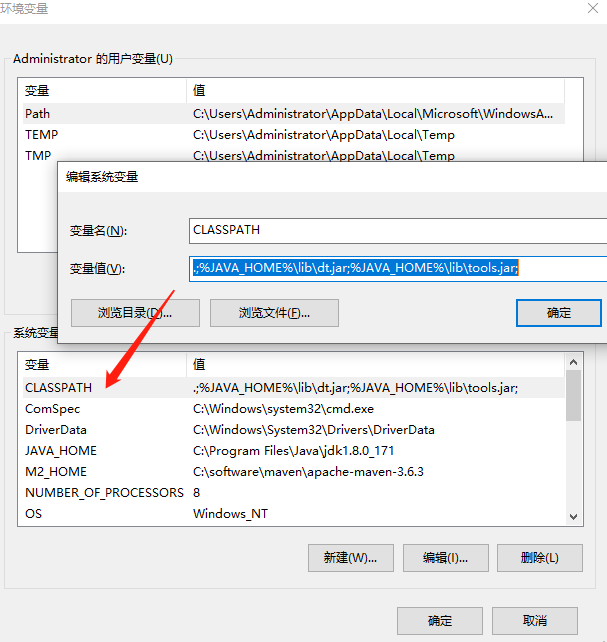 环境变量
Administrator 的用户变量(U)
变量 值
Path C:\Users\Administrator\AppData\Local\Microsoft\WindowsA...
TEMP C:\Users\Administrator\AppData\Local\Temp
TMP C:\Users\Administrator\AppData\Local\Temp
编辑系统变量
变量名(N): CLASSPATH
变量值(V): .;%JAVA_HOME%\lib\dt.jar;%JAVA_HOME%\lib\tools.jar;
浏览目录(D)... 浏览文件(F)... 确定
系统变量
变量 值
CLASSPATH .;%JAVA_HOME%\lib\dt.jar;%JAVA_HOME%\lib\tools.jar;
ComSpec C:\Windows\system32\cmd.exe
DriverData C:\Windows\System32\Drivers\DriverData
JAVA_HOME C:\Program Files\Java\jdk1.8.0_171
M2_HOME C:\software\maven\apache-maven-3.6.3
NUMBER_OF_PROCESSORS 8
OS Windows_NT
新建(W)... 编辑(I)... 删除(L)
确定 取消